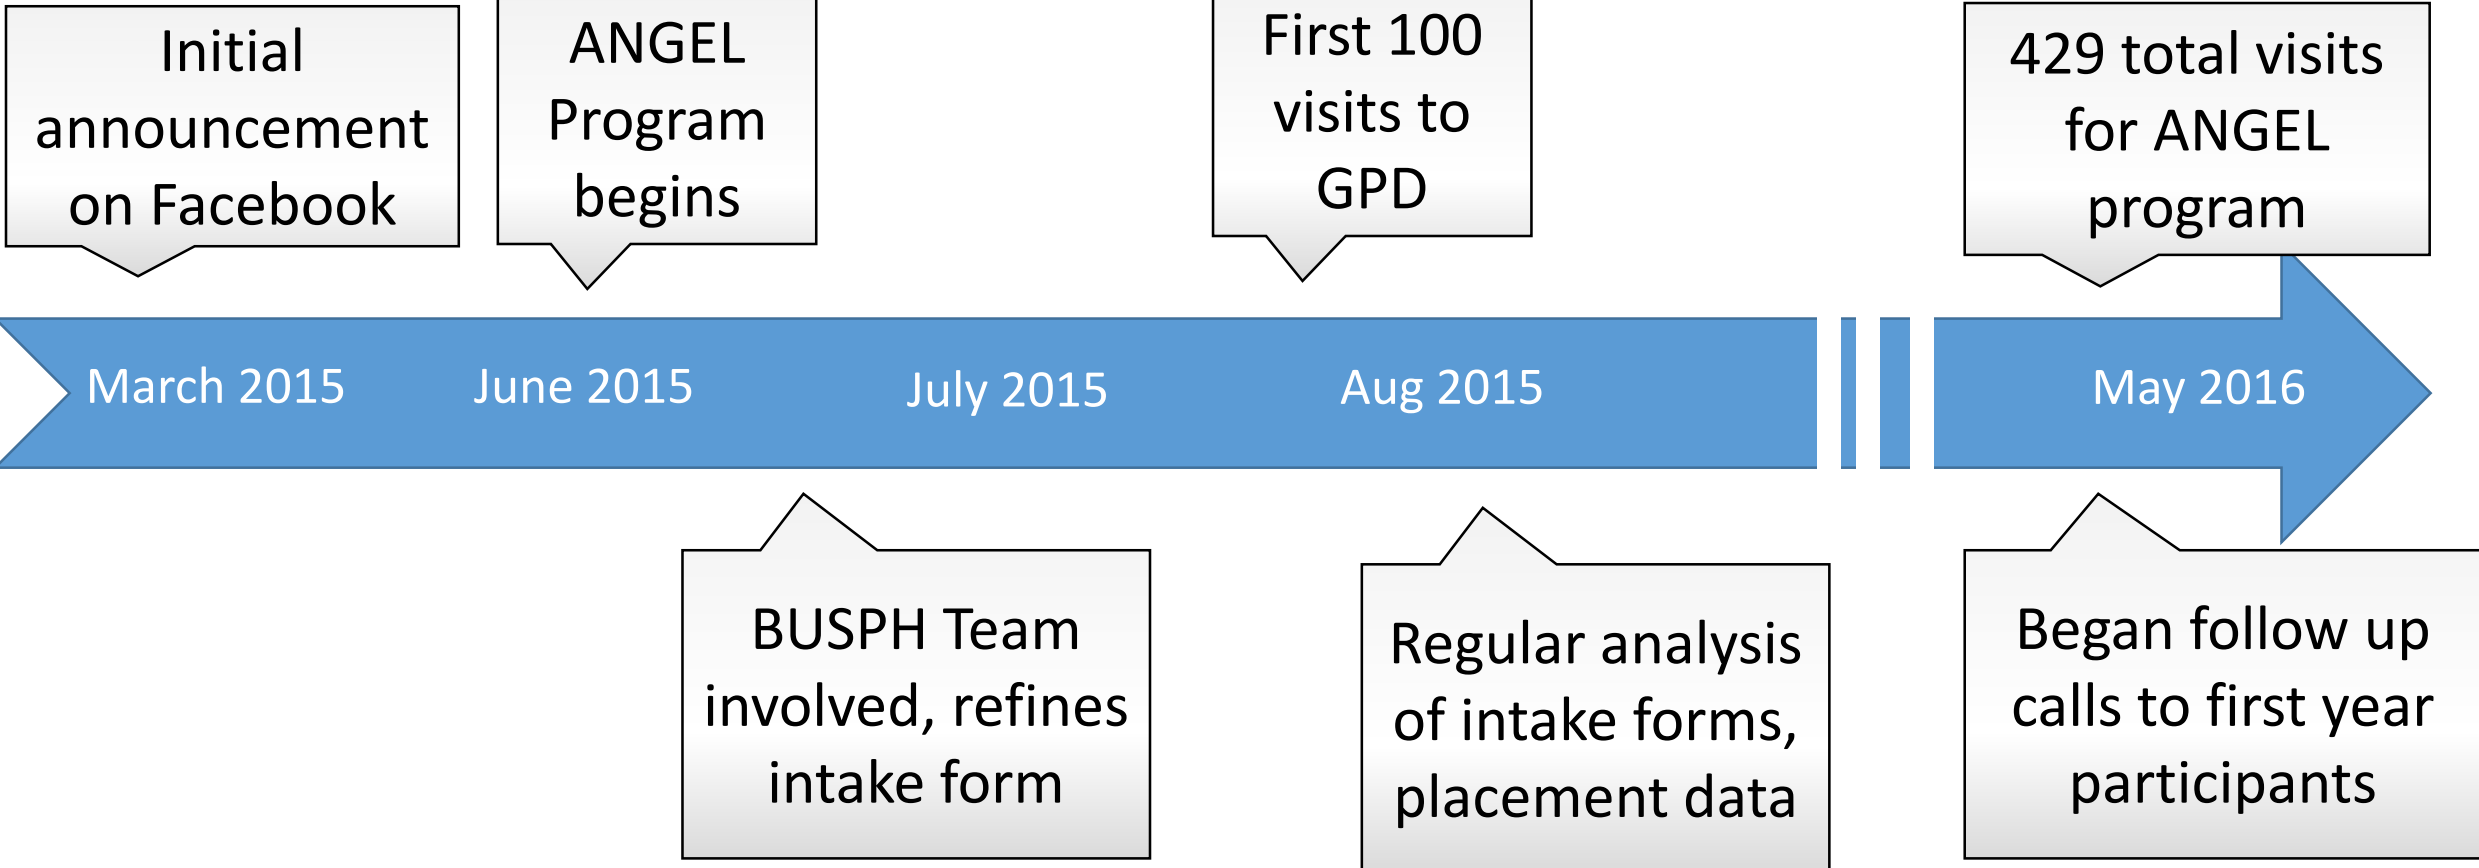 Initial
announcement
on Facebook
ANGEL
Program
begins
First 100
visits to
GPD
429 total visits
for ANGEL
program
March 2015
June 2015
July 2015
Aug 2015
May 2016
BUSPH Team
involved, refines
intake form
Regular analysis
of intake forms,
placement data
Began follow up
calls to first year
participants